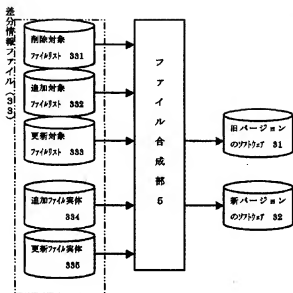 差分情報ファイル(33)
削除対象
ファイルリスト 331
追加対象
ファイルリスト 332
更新対象
ファイルリスト 333
追加ファイル実体
334
更新ファイル実体
335
ファイル合成部5
旧バージョン
のソフトウェア 31
新バージョン
のソフトウェア 32